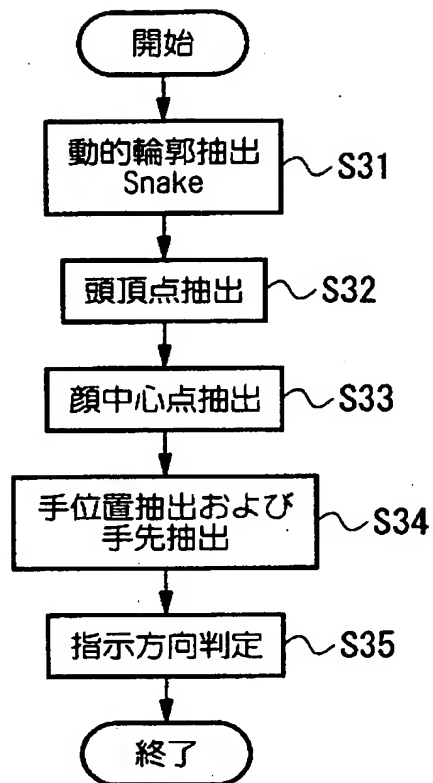 開始
動的輪郭抽出
Snake
S31
頭頂点抽出
S32
顔中心点抽出
S33
手位置抽出および
手先抽出
S34
指示方向判定
S35
終了